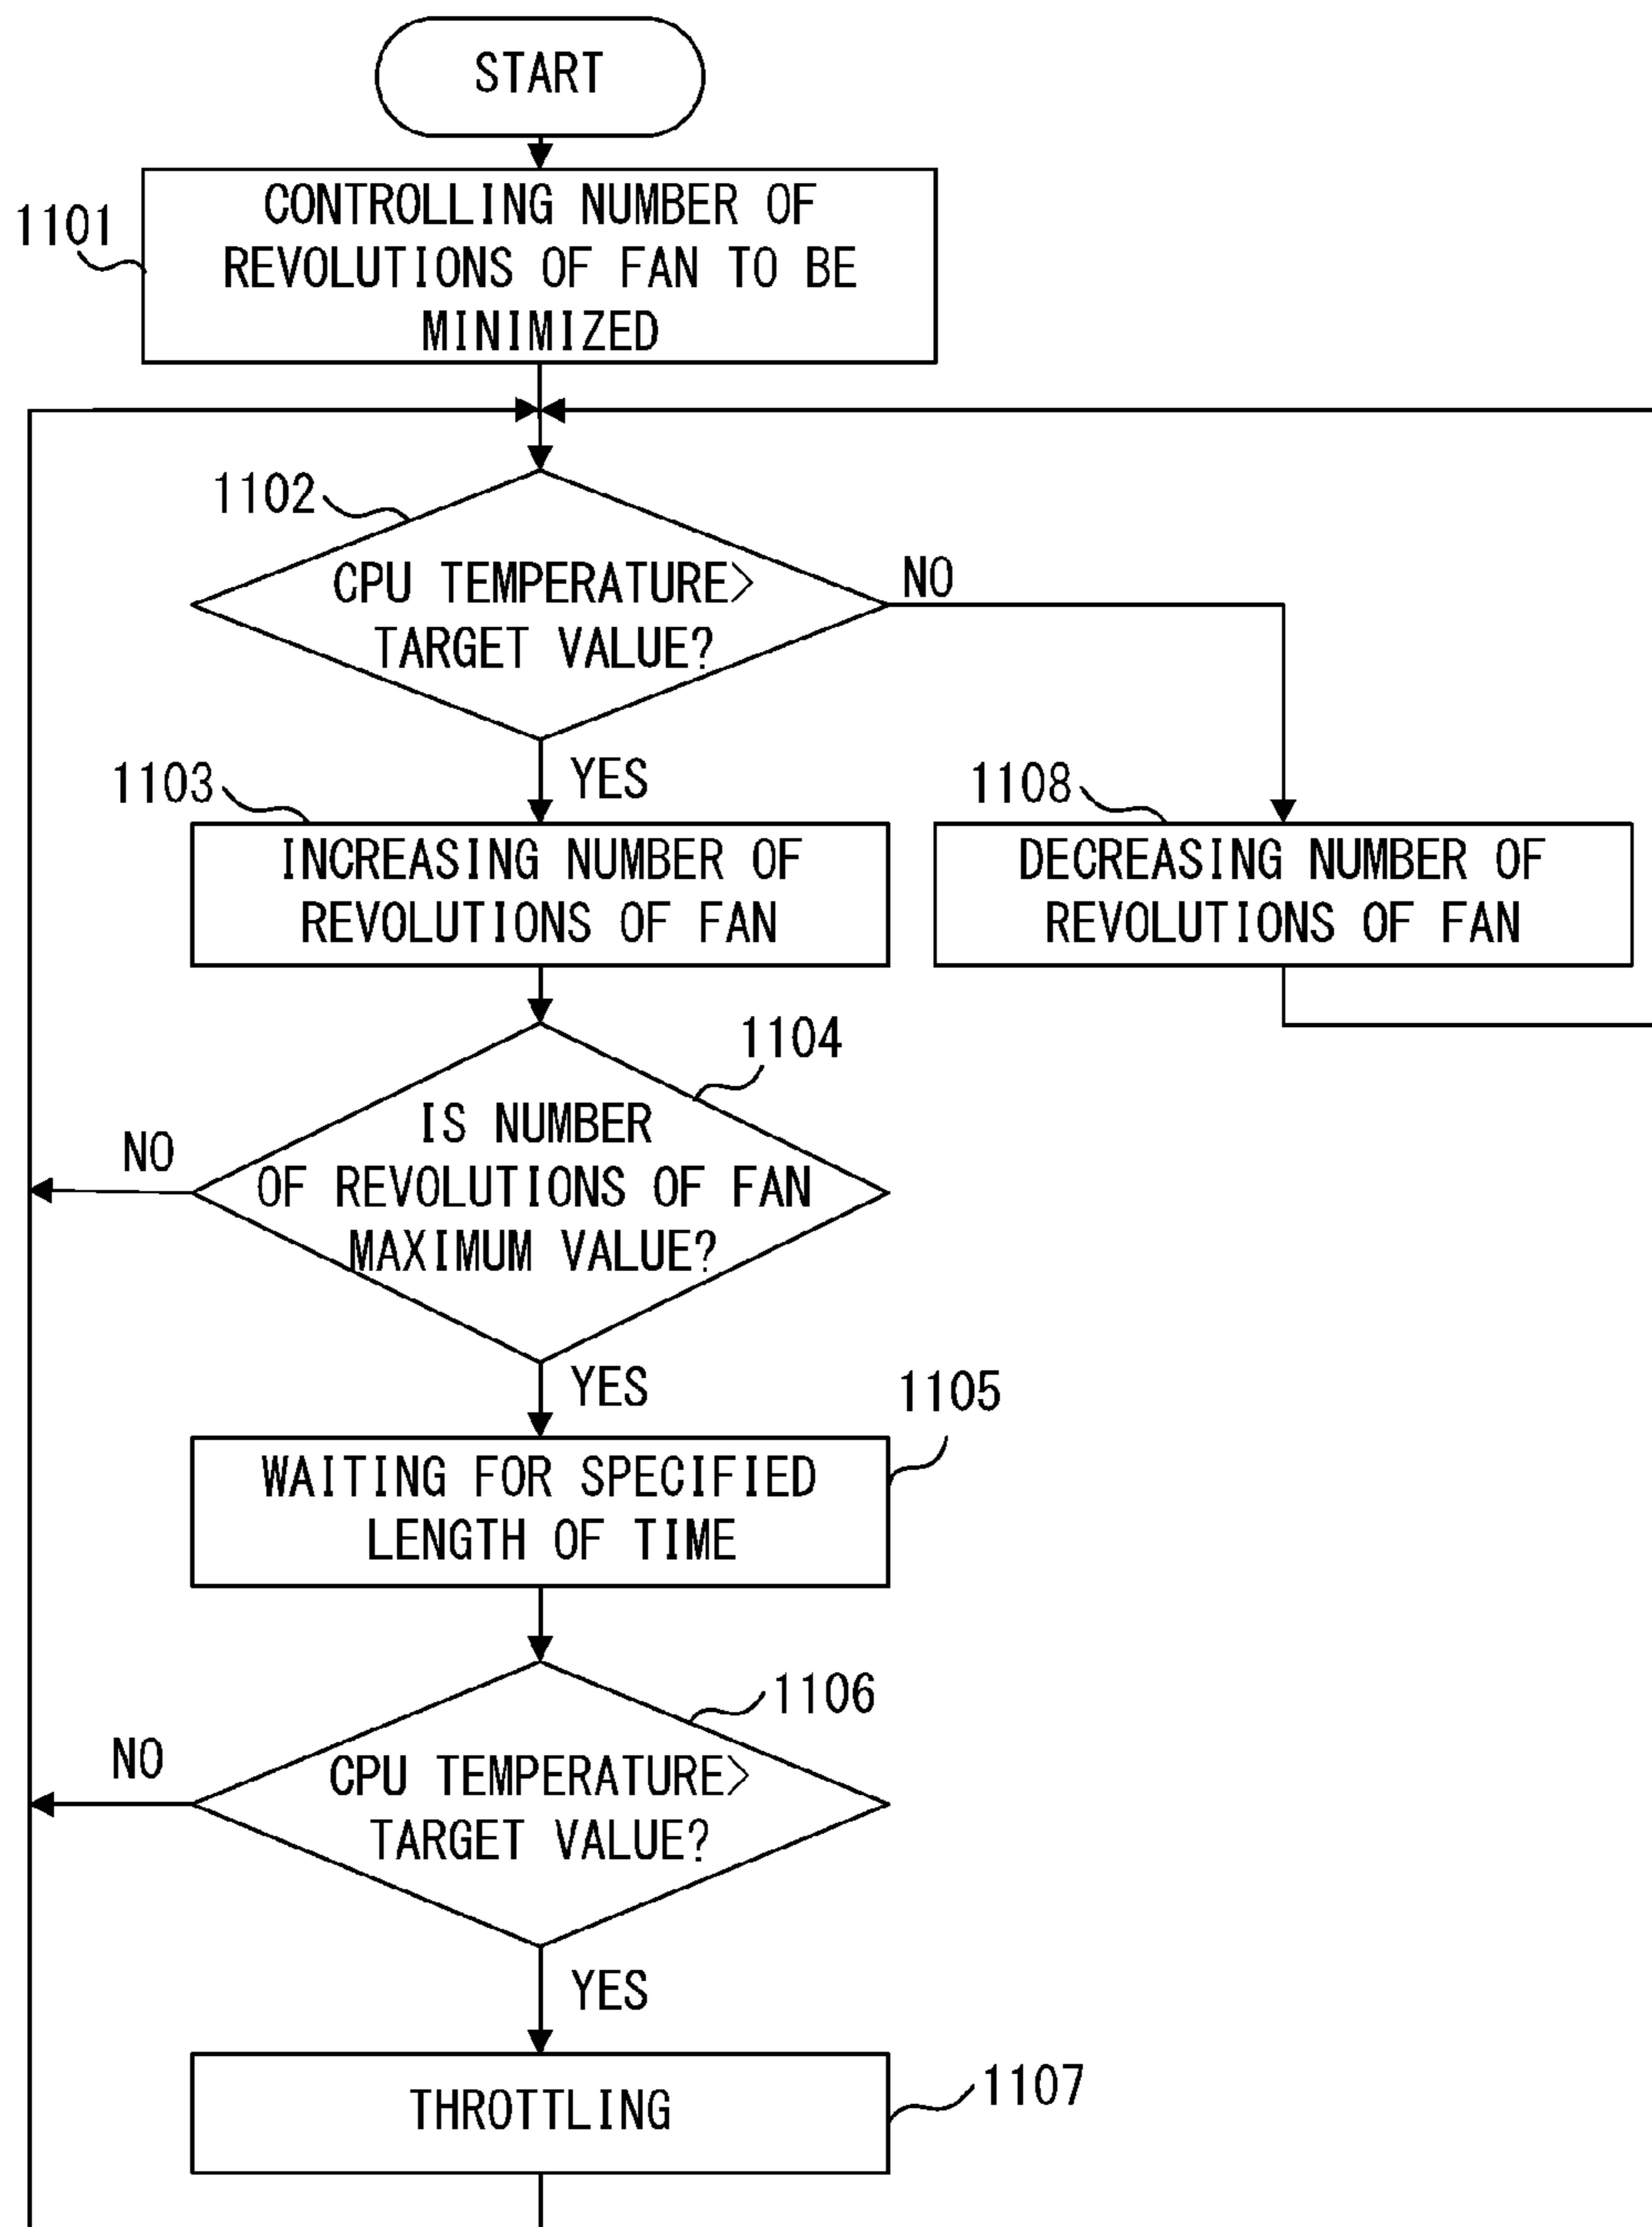 START
1101
CONTROLLING NUMBER OF
REVOLUTIONS OF FAN TO BE
MINIMIZED
1102
CPU TEMPERATURE>
TARGET VALUE?
NO
YES
1103
INCREASING NUMBER OF
REVOLUTIONS OF FAN
1108
DECREASING NUMBER OF
REVOLUTIONS OF FAN
1104
IS NUMBER
OF REVOLUTIONS OF FAN
MAXIMUM VALUE?
NO
YES
1105
WAITING FOR SPECIFIED
LENGTH OF TIME
1106
CPU TEMPERATURE>
TARGET VALUE?
NO
YES
THROTTLING
1107